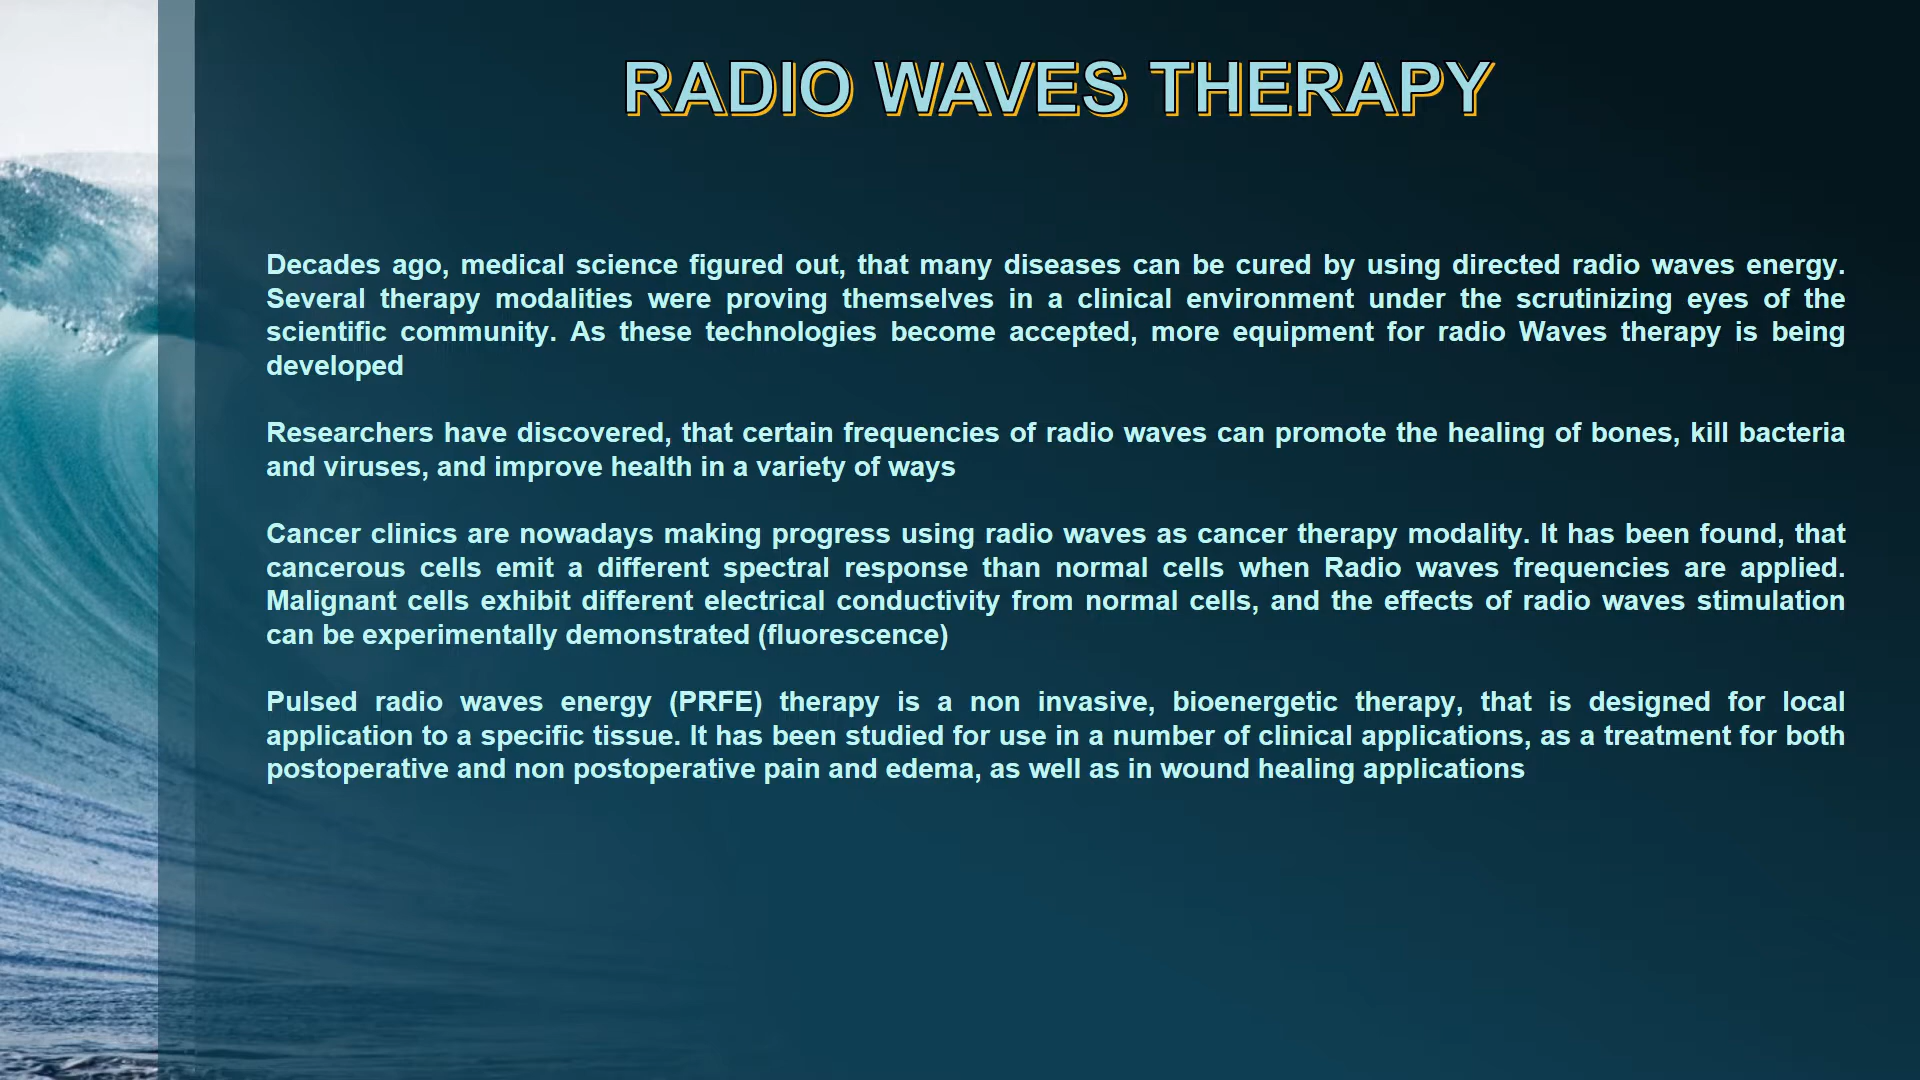 RADIO WAVES THERAPY
Decades ago, medical science figured out, that many diseases can be cured by using directed radio waves energy.
Several therapy modalities were proving themselves in a clinical environment under the scrutinizing eyes of the
scientific community. As these technologies become accepted, more equipment for radio Waves therapy is being
developed
Researchers have discovered, that certain frequencies of radio waves can promote the healing of bones, kill bacteria
and viruses, and improve health in a variety of ways
Cancer clinics are nowadays making progress using radio waves as cancer therapy modality. It has been found, that
cancerous cells emit a different spectral response than normal cells when Radio waves frequencies are applied.
Malignant cells exhibit different electrical conductivity from normal cells, and the effects of radio waves stimulation
can be experimentally demonstrated (fluorescence)
Pulsed radio waves energy (PRFE) therapy is a non invasive, bioenergetic therapy, that is designed for local
application to a specific tissue. It has been studied for use in a number of clinical applications, as a treatment for both
postoperative and non postoperative pain and edema, as well as in wound healing applications